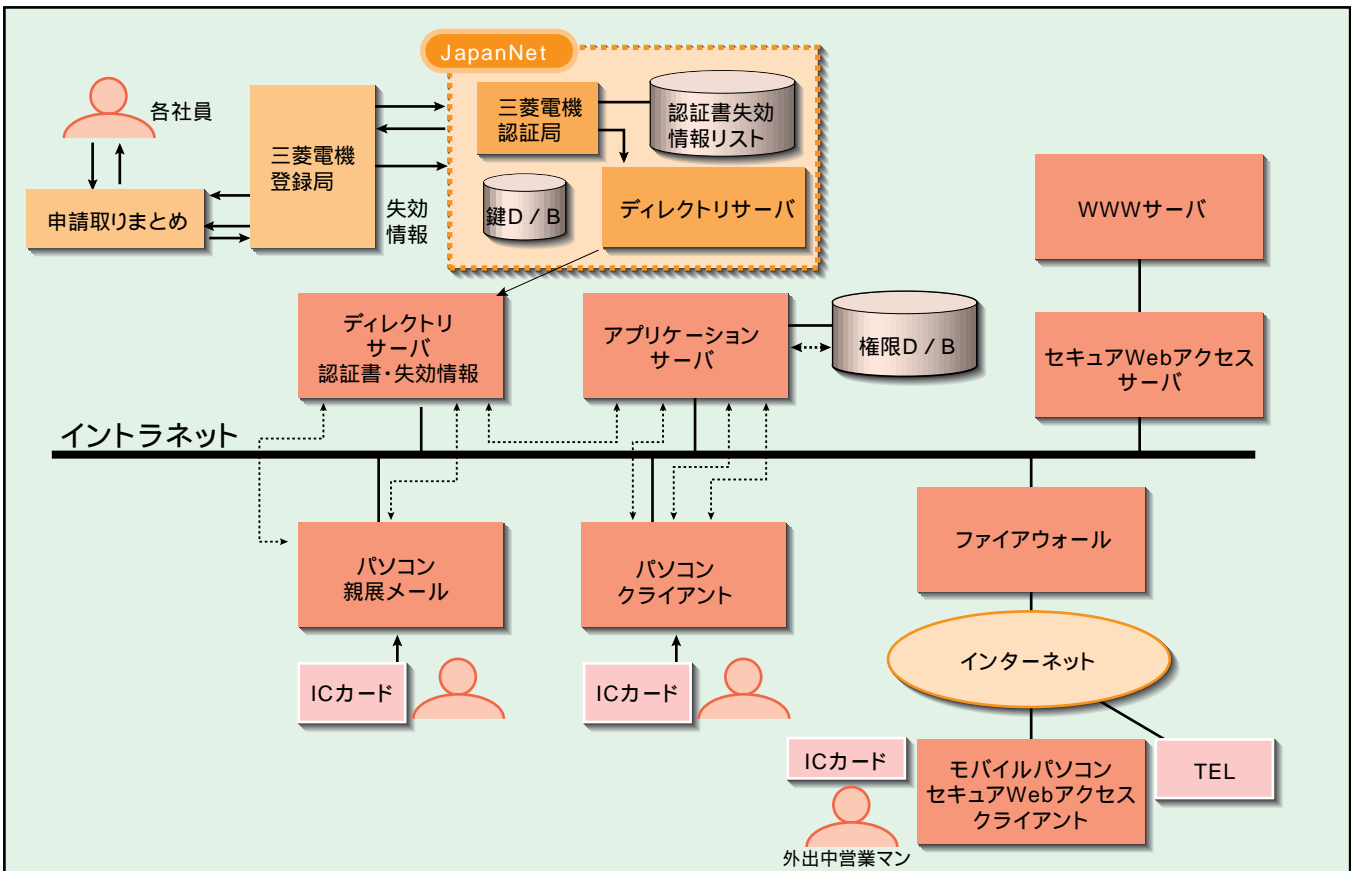 JapanNet
各社員
三菱電機
登録局
三菱電機
認証局
認証書失効
情報リスト
申請取りまとめ
失効
情報
鍵D / B
ディレクトリサーバ
WWWサーバ
ディレクトリ
サーバ
認証書・失効情報
アプリケーション
サーバ
権限D / B
セキュアWebアクセス
サーバ
イントラネット
パソコン
親展メール
パソコン
クライアント
ファイアウォール
ICカード
ICカード
インターネット
ICカード
モバイルパソコン
セキュアWebアクセス
クライアント
TEL
外出中営業マン